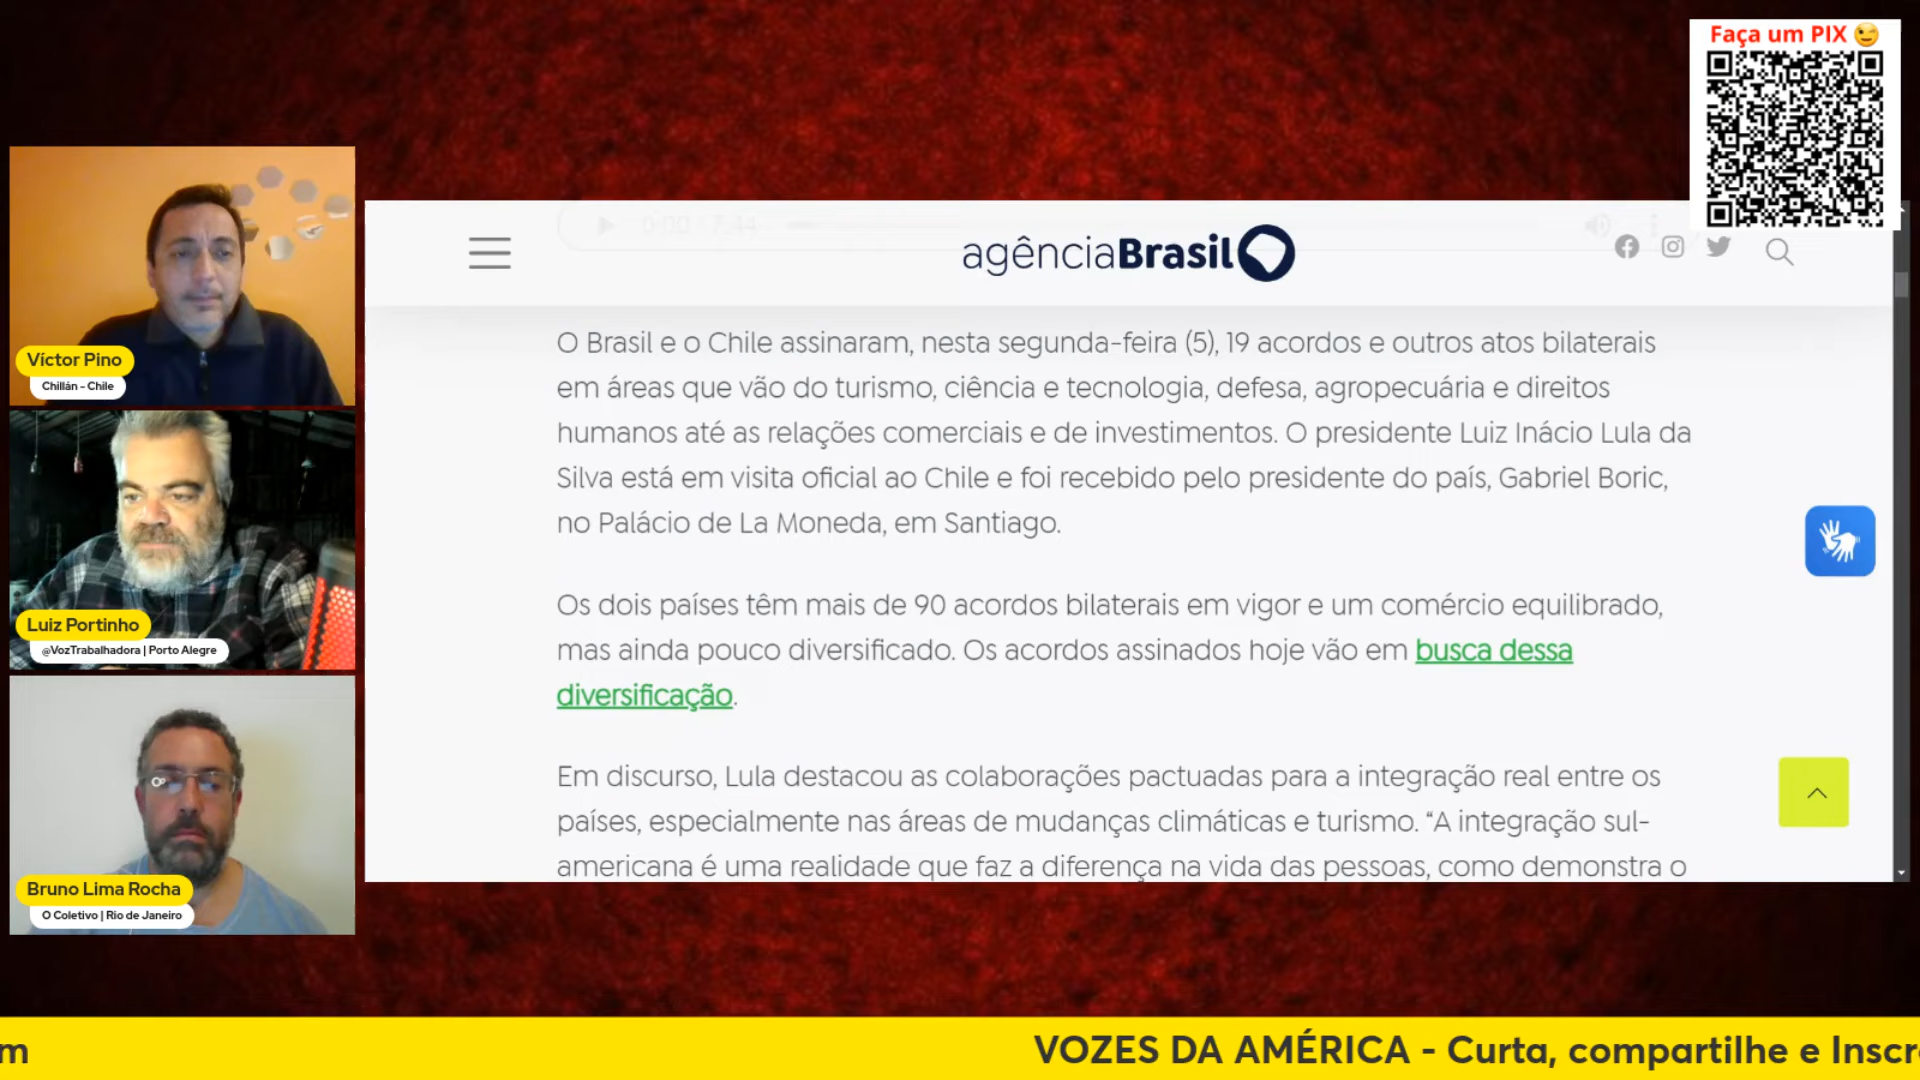 Faça um PIX
0:00 / 7:44
agênciaBrasil
O Brasil e o Chile assinaram, nesta segunda-feira (5), 19 acordos e outros atos bilaterais
em áreas que vão do turismo, ciência e tecnologia, defesa, agropecuária e direitos
humanos até as relações comerciais e de investimentos. O presidente Luiz Inácio Lula da
Silva está em visita oficial ao Chile e foi recebido pelo presidente do país, Gabriel Boric,
no Palácio de La Moneda, em Santiago.
Os dois países têm mais de 90 acordos bilaterais em vigor e um comércio equilibrado,
mas ainda pouco diversificado. Os acordos assinados hoje vão em busca dessa
diversificação.
Em discurso, Lula destacou as colaborações pactuadas para a integração real entre os
países, especialmente nas áreas de mudanças climáticas e turismo. “A integração sul-
americana é uma realidade que faz a diferença na vida das pessoas, como demonstra o
Víctor Pino
Chillán - Chile
Luiz Portinho
@VozTrabalhadora | Porto Alegre
Bruno Lima Rocha
O Coletivo | Rio de Janeiro
m
VOZES DA AMÉRICA - Curta, compartilhe e Inscr